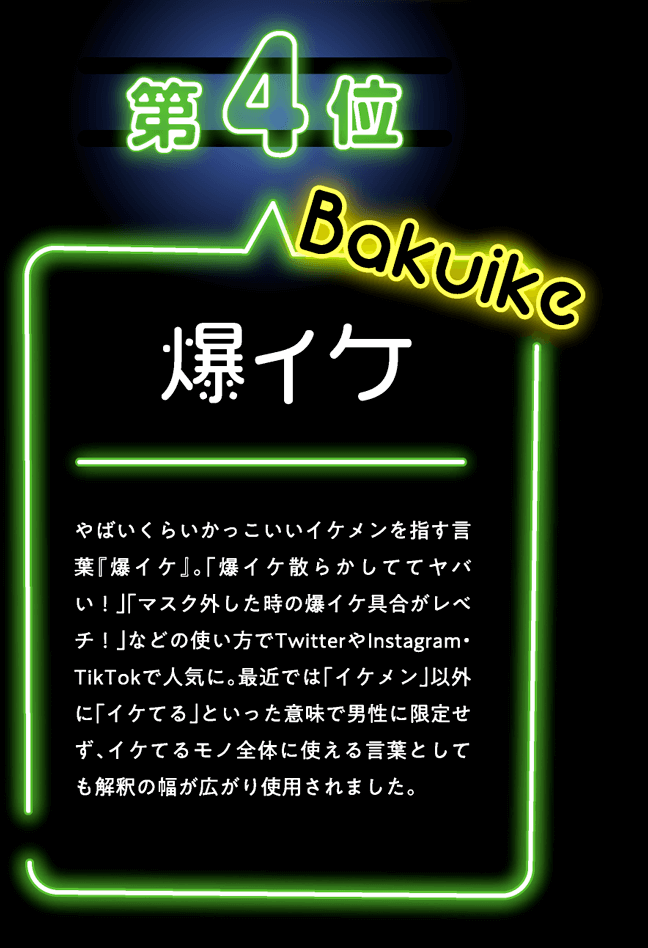 第4位
Bakuike
爆イケ
やばいくらいかっこいいイケメンを指す言
葉『爆イケ』。「爆イケ散らかしててヤバ
い！」「マスク外した時の爆イケ具合がレベ
チ！」などの使い方でTwitterやInstagram・
TikTokで人気に。最近では「イケメン」以外
に「イケてる」といった意味で男性に限定せ
ず、イケてるモノ全体に使える言葉として
も解釈の幅が広がり使用されました。